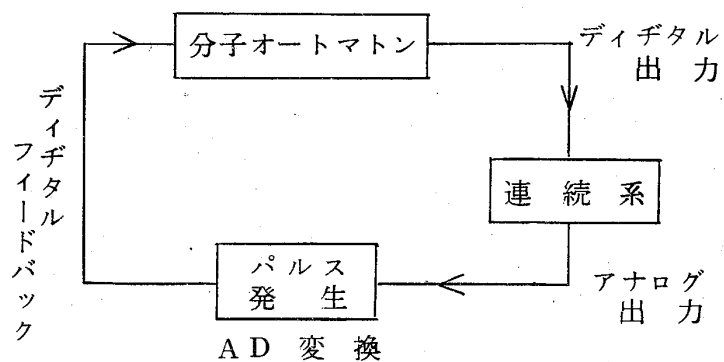 分子オートマトン
ディヂタル
出力
連続系
アナログ
出力
パルス
発生
AD変換
ディヂタル
フィードバック